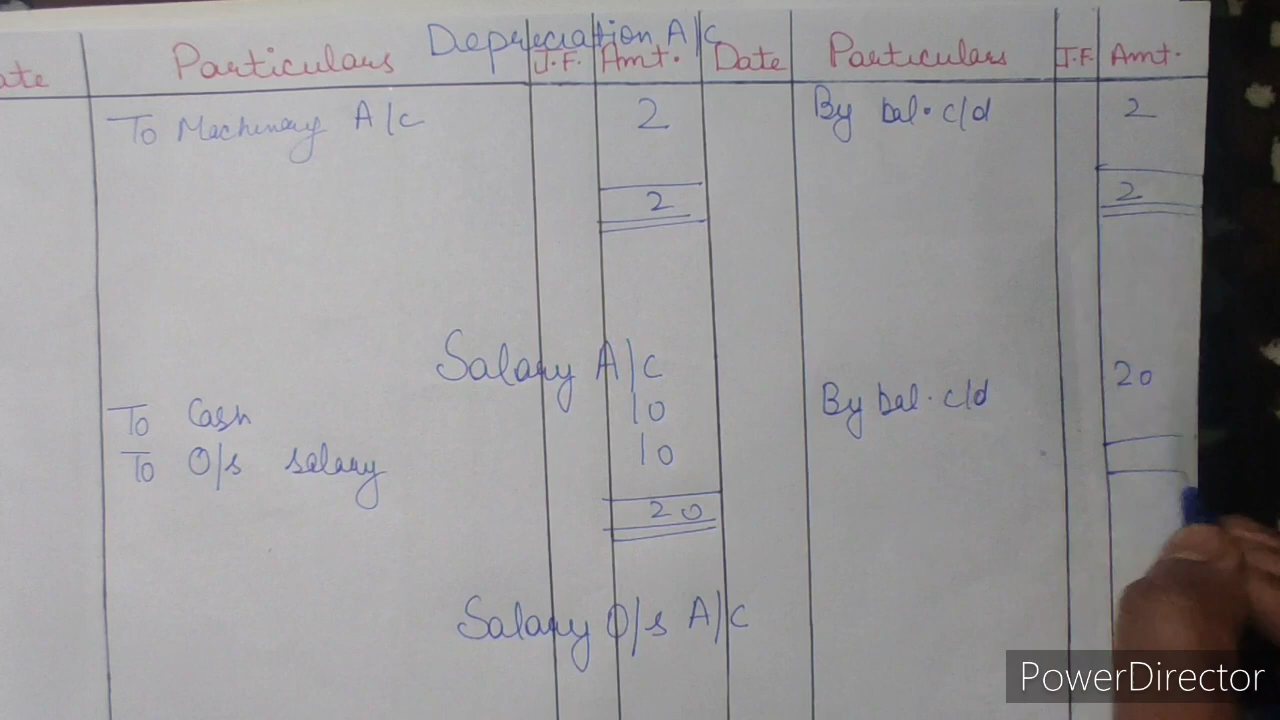 Depreciation A/c
ate Particulars J.F. Amt. Date Particulars J.F. Amt.
To Machinery A/c 2 By bal. c/d 2
2 2
Salary A/c
To Cash 10 By bal. c/d 20
To O/s salary 10
20
Salary O/s A/c
PowerDirector